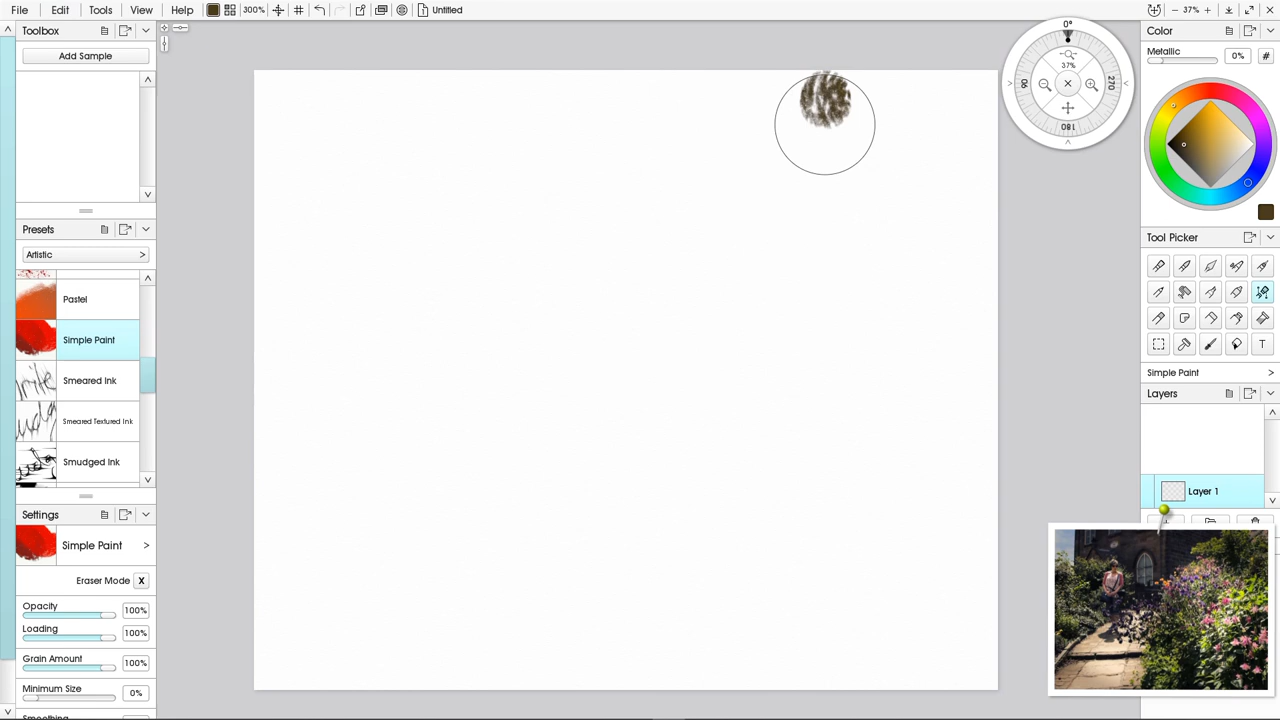 File Edit Tools View Help 300% Untitled 37%
Toolbox
Add Sample
Presets
Artistic >
Pastel
Simple Paint
Smeared Ink
Smeared Textured Ink
Smudged Ink
Settings
Simple Paint >
Eraser Mode X
Opacity 100%
Loading 100%
Grain Amount 100%
Minimum Size 0%
0°
37%
90
270
180
Color
Metallic 0% #
Tool Picker
T
Simple Paint >
Layers
Layer 1